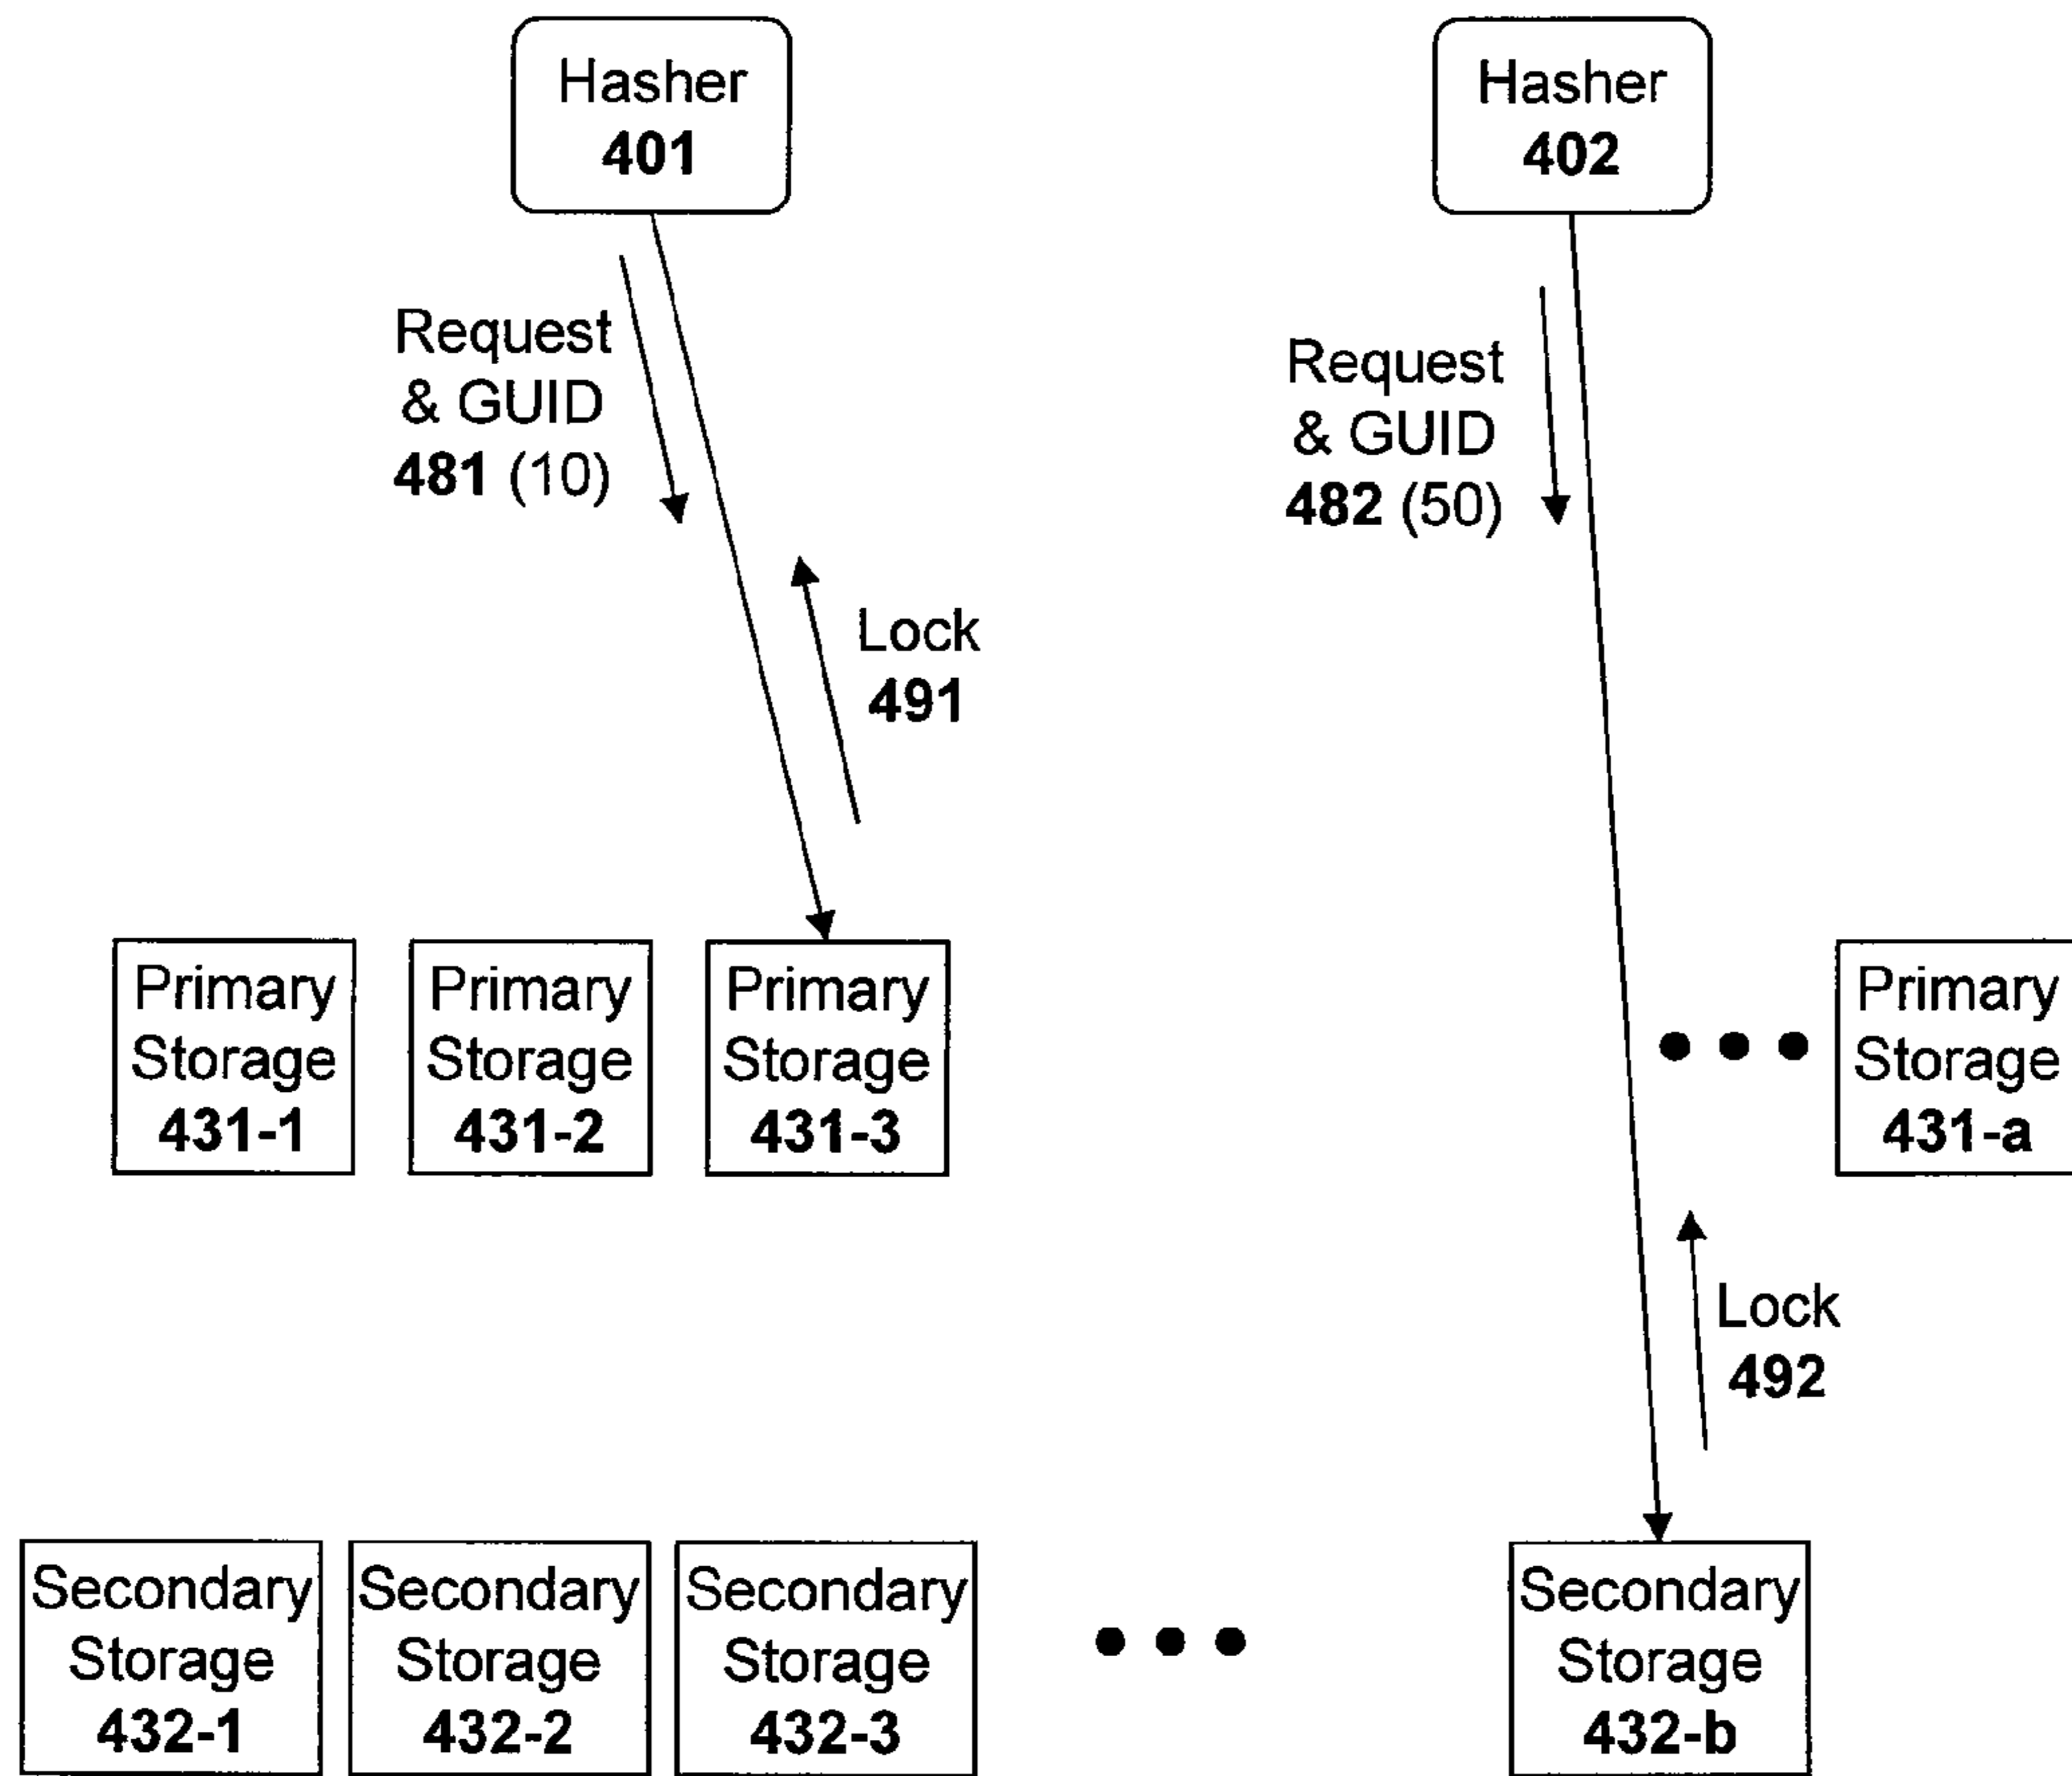 Hasher
401
Hasher
402
Request
& GUID
481 (10)
Request
& GUID
482 (50)
Lock
491
Primary
Storage
431-1
Primary
Storage
431-2
Primary
Storage
431-3
Primary
Storage
431-a
Lock
492
Secondary
Storage
432-1
Secondary
Storage
432-2
Secondary
Storage
432-3
Secondary
Storage
432-b